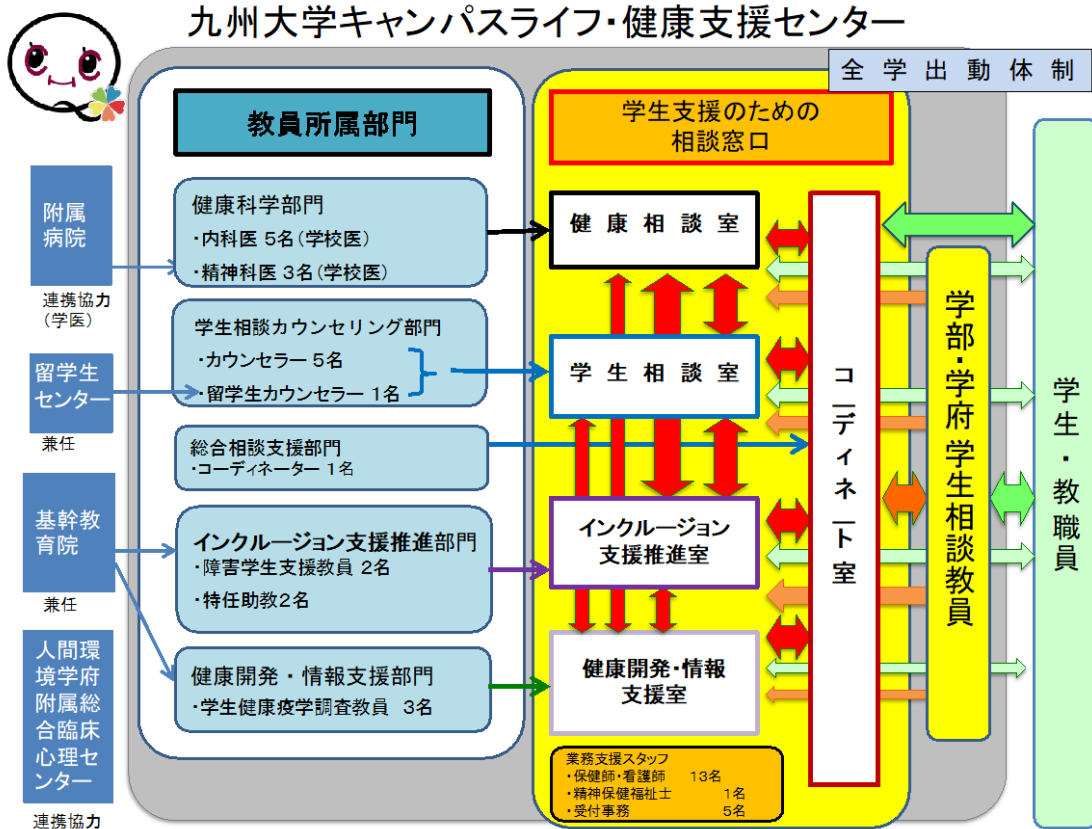 九州大学キャンパスライフ・健康支援センター
全学出動体制
教員所属部門
学生支援のための
相談窓口
附属
病院
連携協力
(学医)
留学生
センター
兼任
基幹教
育院
兼任
人間環
境学府
附属総
合臨床
心理セ
ンター
連携協力
健康科学部門
・内科医 5名(学校医)
・精神科医 3名(学校医)
学生相談カウンセリング部門
・カウンセラー 5名
・留学生カウンセラー 1名
総合相談支援部門
・コーディネーター 1名
インクルージョン支援推進部門
・障害学生支援教員 2名
・特任助教2名
健康開発・情報支援部門
・学生健康疫学調査教員 3名
健康相談室
学生相談室
インクルージョン
支援推進室
健康開発・情報
支援室
業務支援スタッフ
・保健師・看護師 13名
・精神保健福祉士 1名
・受付事務 5名
コーディネート室
学部・学府 学生相談教員
学生・教職員